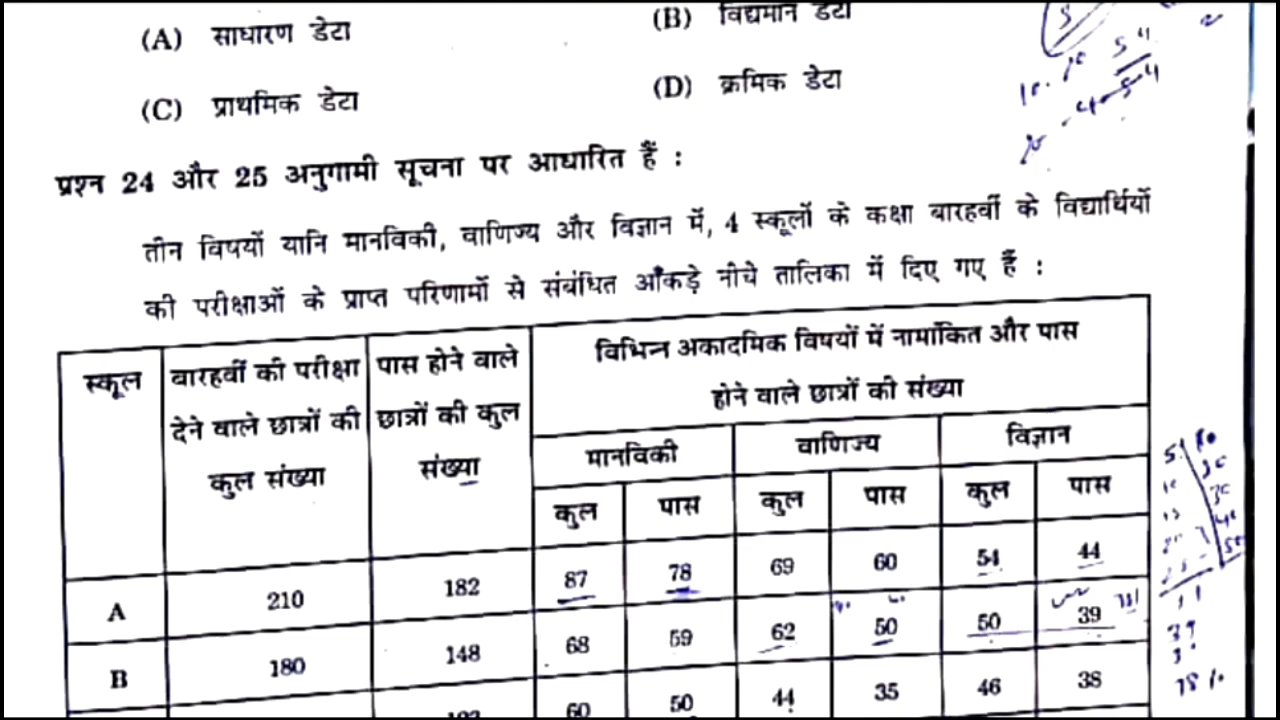 (A) साधारण डेटा
(B) विद्यमान डेटा
(C) प्राथमिक डेटा
(D) क्रमिक डेटा
प्रश्न 24 और 25 अनुगामी सूचना पर आधारित हैं :
तीन विषयों यानि मानविकी, वाणिज्य और विज्ञान में, 4 स्कूलों के कक्षा बारहवीं के विद्यार्थियों
की परीक्षाओं के प्राप्त परिणामों से संबंधित आँकड़े नीचे तालिका में दिए गए हैं :
स्कूल
बारहवीं की परीक्षा
देने वाले छात्रों की
कुल संख्या
पास होने वाले
छात्रों की कुल
संख्या
विभिन्न अकादमिक विषयों में नामांकित और पास
होने वाले छात्रों की संख्या
मानविकी वाणिज्य विज्ञान
कुल पास कुल पास कुल पास
A 210 182 87 78 69 60 54 44
B 180 148 68 59 62 50 50 39
60 50 44 35 46 38